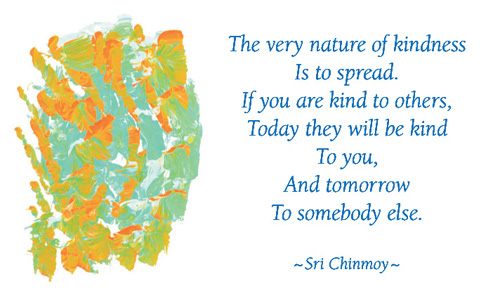 The very nature of kindness
Is to spread.
If you are kind to others,
Today they will be kind
To you,
And tomorrow
To somebody else.
~Sri Chinmoy~